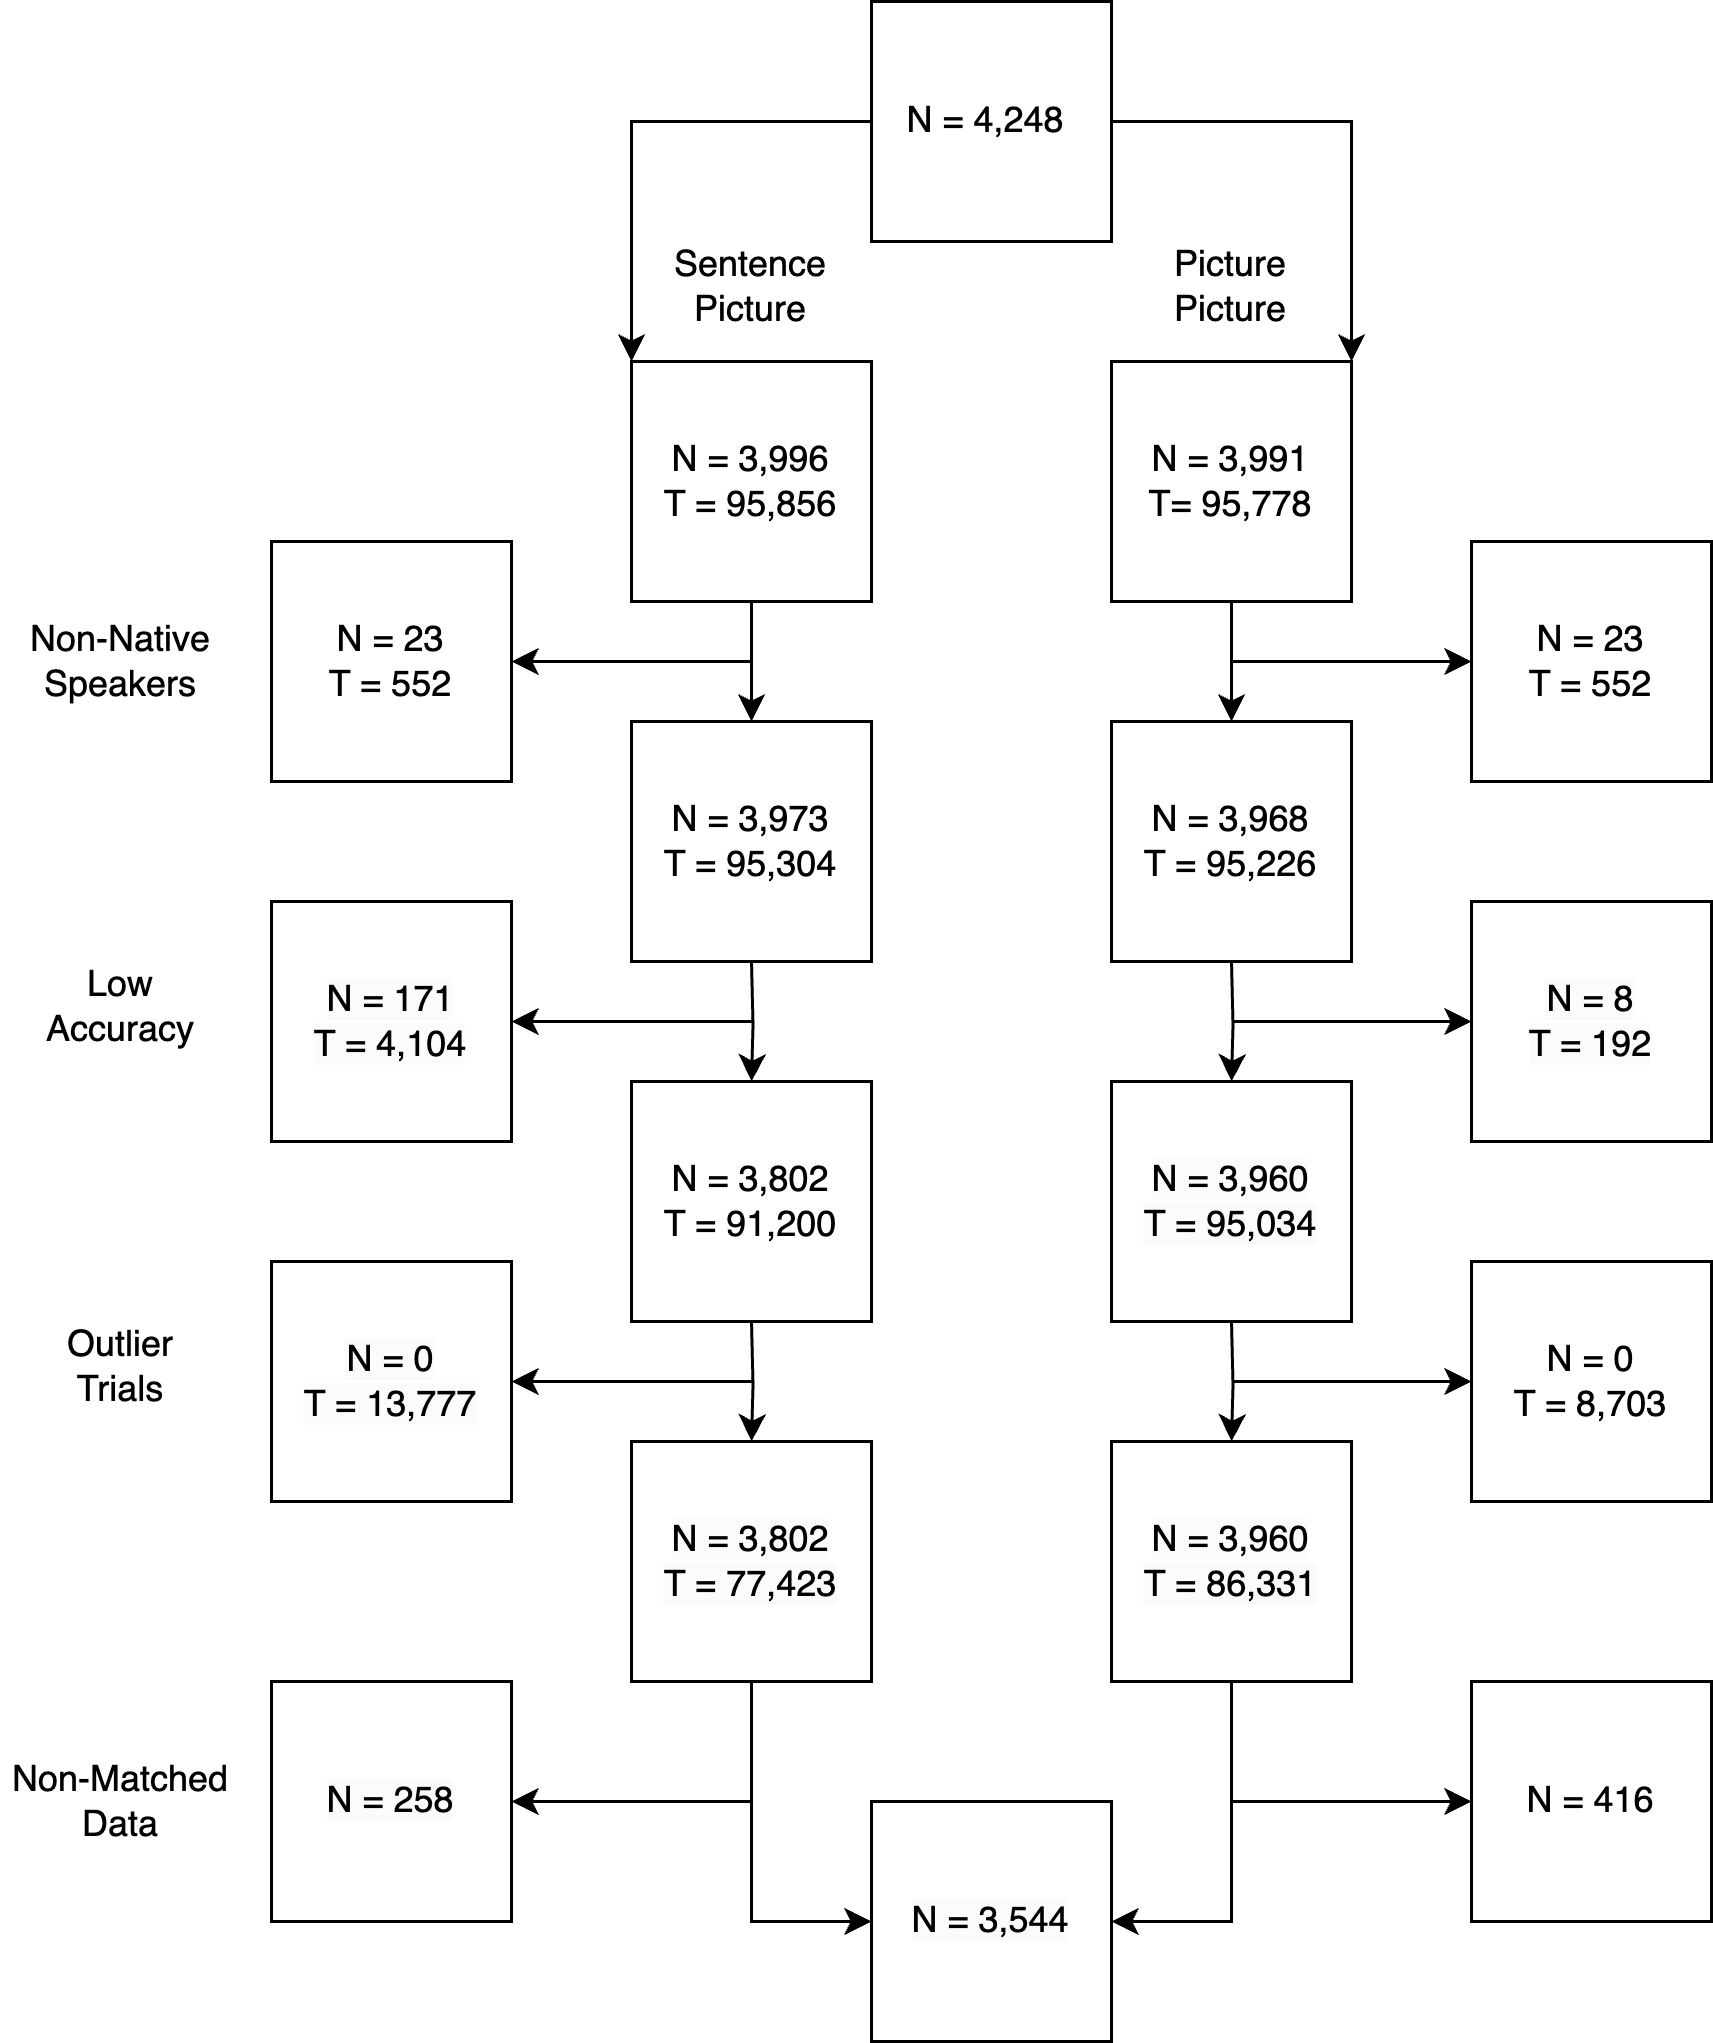 N = 4,248
Sentence
Picture
Picture
Picture
N = 3,996
T = 95,856
N = 3,991
T= 95,778
Non-Native
Speakers
N = 23
T = 552
N = 23
T = 552
N = 3,973
T = 95,304
N = 3,968
T = 95,226
Low
Accuracy
N = 171
T = 4,104
N = 8
T = 192
N = 3,802
T = 91,200
N = 3,960
T = 95,034
Outlier
Trials
N = 0
T = 13,777
N = 0
T = 8,703
N = 3,802
T = 77,423
N = 3,960
T = 86,331
Non-Matched
Data
N = 258
N = 416
N = 3,544